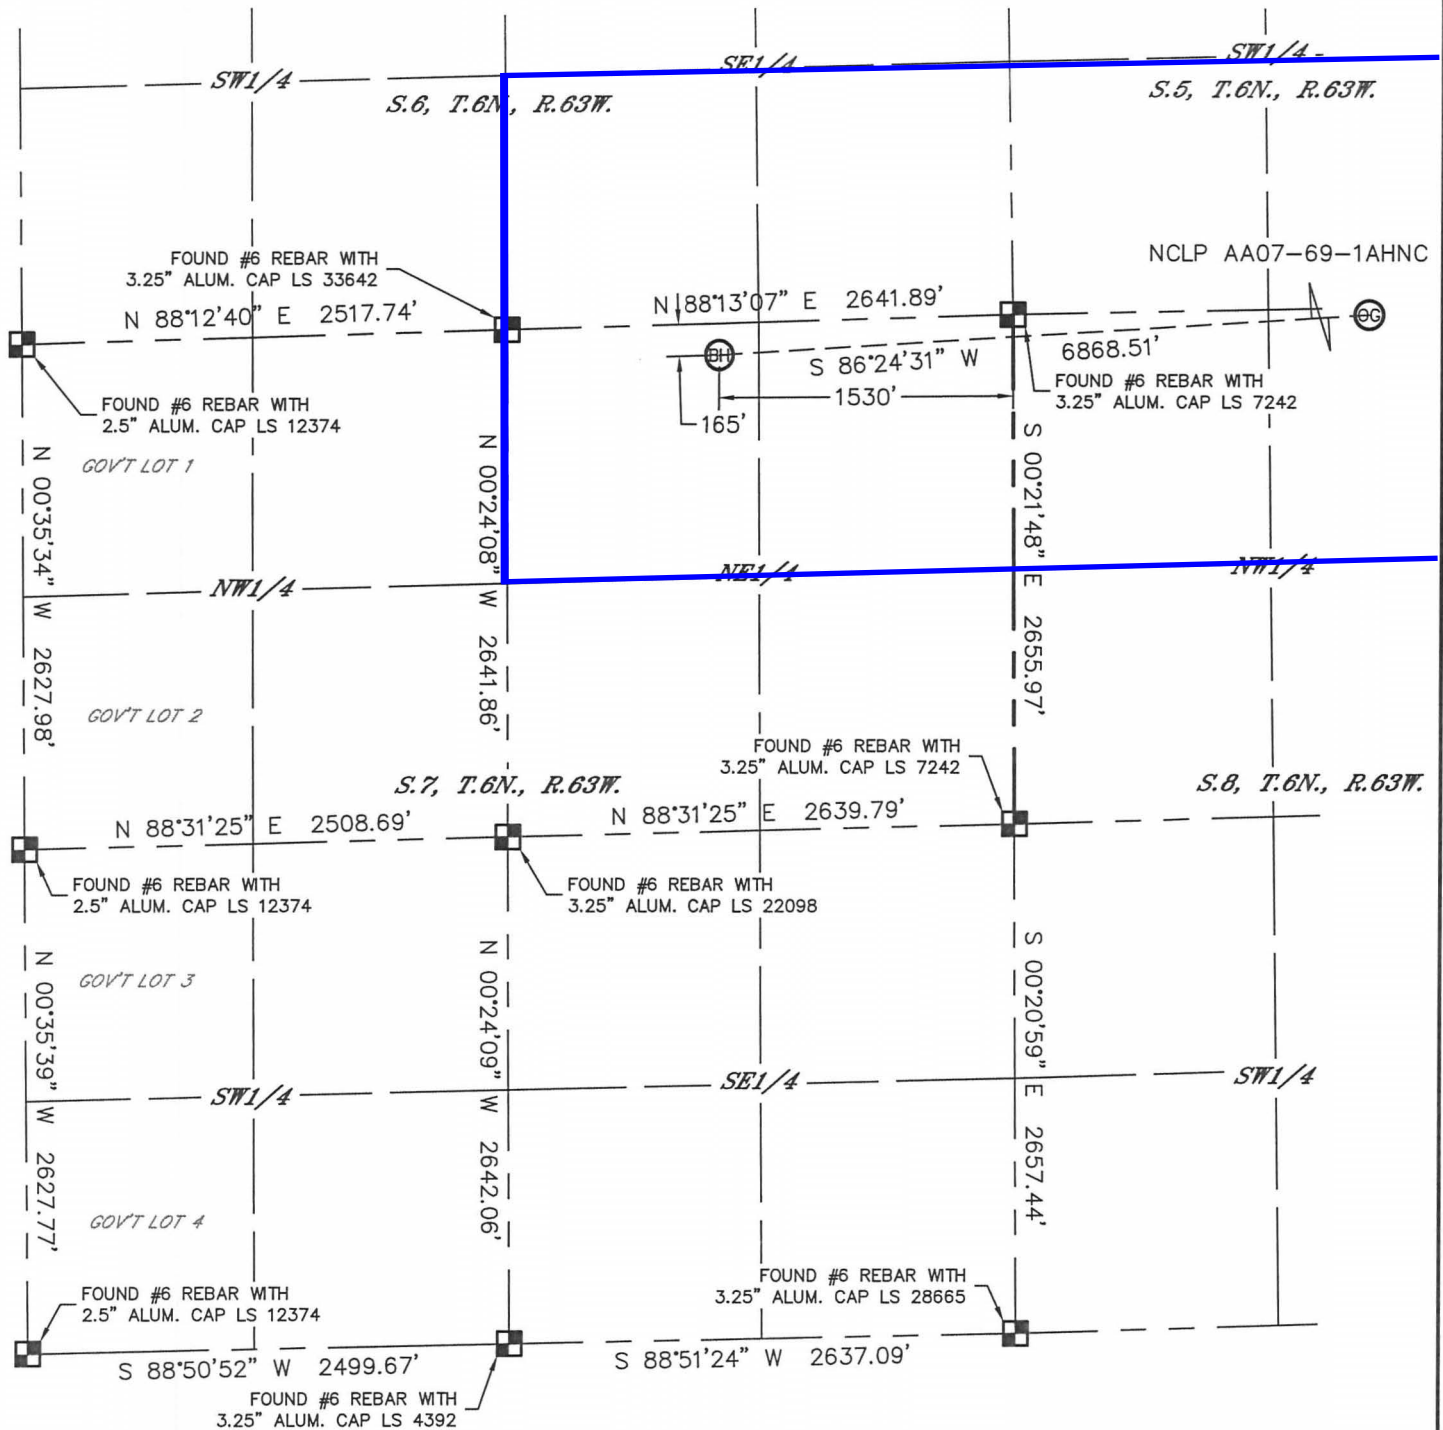 SW1/4
SE1/4
SW1/4
S.6, T.6N., R.63W.
S.5, T.6N., R.63W.
NCLP AA07-69-1AHNC
FOUND #6 REBAR WITH
3.25" ALUM. CAP LS 33642
N 88°12'40" E 2517.74'
N 88°13'07" E 2641.89'
OG
BH
S 86°24'31" W 6868.51'
1530'
165'
FOUND #6 REBAR WITH
3.25" ALUM. CAP LS 7242
FOUND #6 REBAR WITH
2.5" ALUM. CAP LS 12374
GOV'T LOT 1
N 00°35'34" W 2627.98'
N 00°24'08" W 2641.86'
S 00°21'48" E 2655.97'
NW1/4
NE1/4
NW1/4
GOV'T LOT 2
FOUND #6 REBAR WITH
3.25" ALUM. CAP LS 7242
S.7, T.6N., R.63W.
S.8, T.6N., R.63W.
N 88°31'25" E 2508.69'
N 88°31'25" E 2639.79'
FOUND #6 REBAR WITH
2.5" ALUM. CAP LS 12374
FOUND #6 REBAR WITH
3.25" ALUM. CAP LS 22098
GOV'T LOT 3
N 00°35'39" W 2627.77'
N 00°24'09" W 2642.06'
S 00°20'59" E 2657.44'
SW1/4
SE1/4
SW1/4
GOV'T LOT 4
FOUND #6 REBAR WITH
2.5" ALUM. CAP LS 12374
FOUND #6 REBAR WITH
3.25" ALUM. CAP LS 28665
S 88°50'52" W 2499.67'
S 88°51'24" W 2637.09'
FOUND #6 REBAR WITH
3.25" ALUM. CAP LS 4392